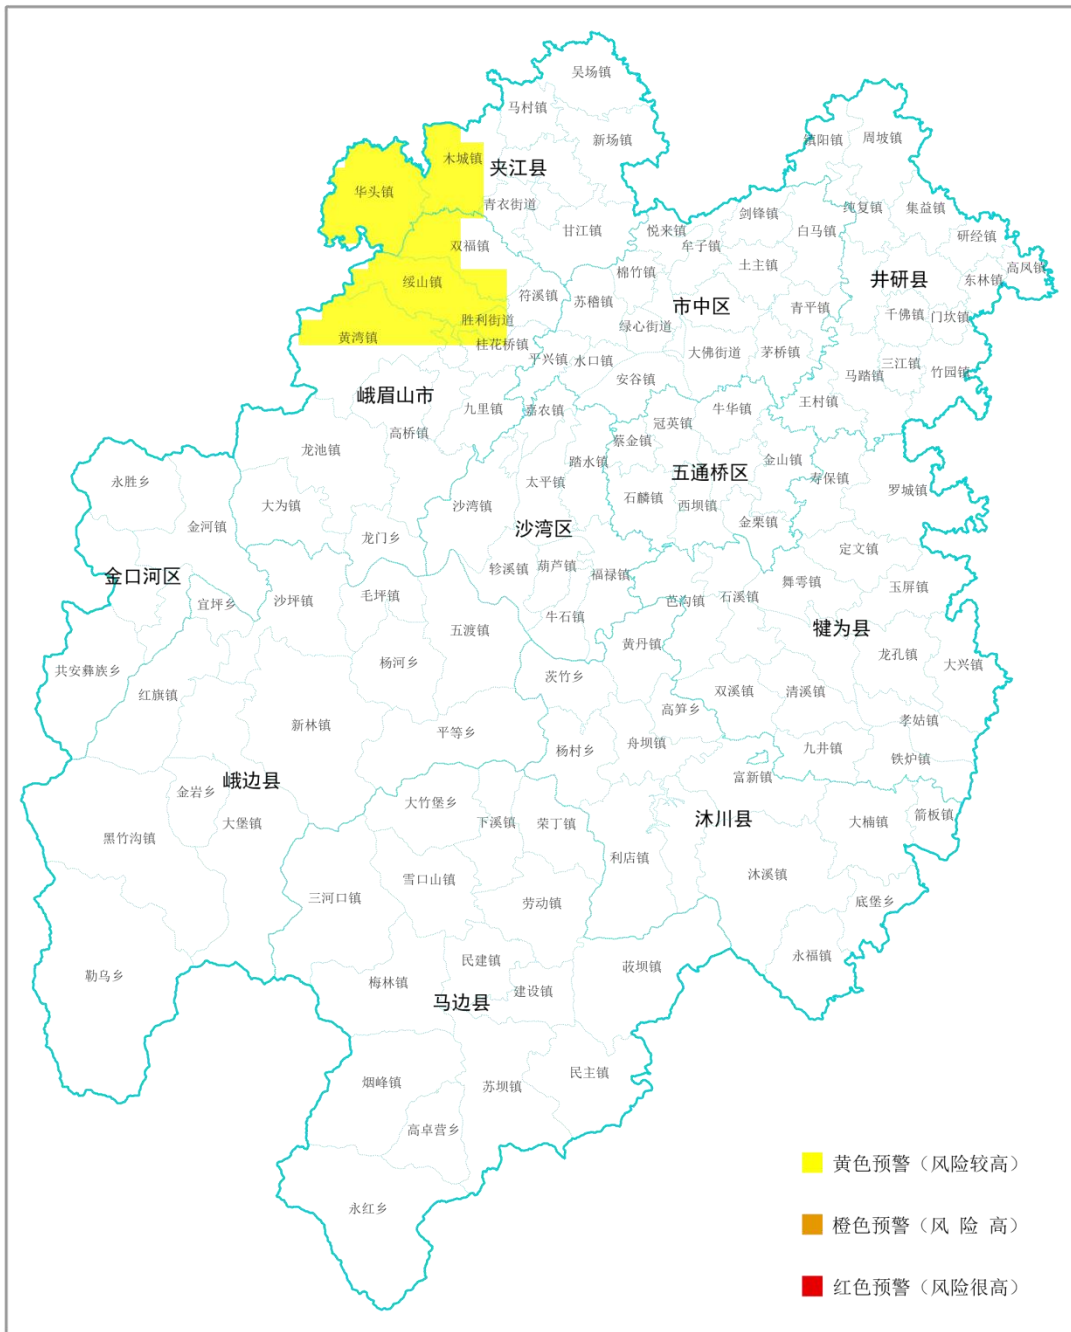 吴场镇
马村镇
新场镇
镇阳镇
周坡镇
木城镇
夹江县
华头镇
青衣街道
剑锋镇
纯复镇
集益镇
甘江镇
悦来镇
牟子镇
白马镇
研经镇
双福镇
土主镇
高凤镇
棉竹镇
井研县
东林镇
绥山镇
符溪镇
苏稽镇
市中区
青平镇
千佛镇
门坎镇
胜利街道
绿心街道
黄湾镇
桂花桥镇
平兴镇
水口镇
大佛街道
茅桥镇
三江镇
马踏镇
竹园镇
安谷镇
峨眉山市
九里镇
嘉农镇
牛华镇
王村镇
冠英镇
高桥镇
蔡金镇
龙池镇
踏水镇
金山镇
五通桥区
永胜乡
太平镇
寿保镇
罗城镇
石麟镇
大为镇
沙湾镇
西坝镇
金河镇
沙湾区
金粟镇
龙门乡
定文镇
轸溪镇
葫芦镇
福禄镇
金口河区
舞雩镇
玉屏镇
宜坪乡
沙坪镇
毛坪镇
芭沟镇
石溪镇
牛石镇
五渡镇
犍为县
黄丹镇
龙孔镇
杨河乡
大兴镇
共安彝族乡
茨竹乡
红旗镇
双溪镇
清溪镇
高笋乡
新林镇
孝姑镇
平等乡
杨村乡
舟坝镇
九井镇
铁炉镇
峨边县
富新镇
金岩乡
大竹堡乡
大堡镇
下溪镇
荣丁镇
沐川县
大楠镇
箭板镇
黑竹沟镇
利店镇
雪口山镇
沐溪镇
三河口镇
劳动镇
底堡乡
永福镇
民建镇
荍坝镇
勒乌乡
梅林镇
建设镇
马边县
烟峰镇
苏坝镇
民主镇
高卓营乡
永红乡
黄色预警（风险较高）
橙色预警（风 险 高）
红色预警（风险很高）